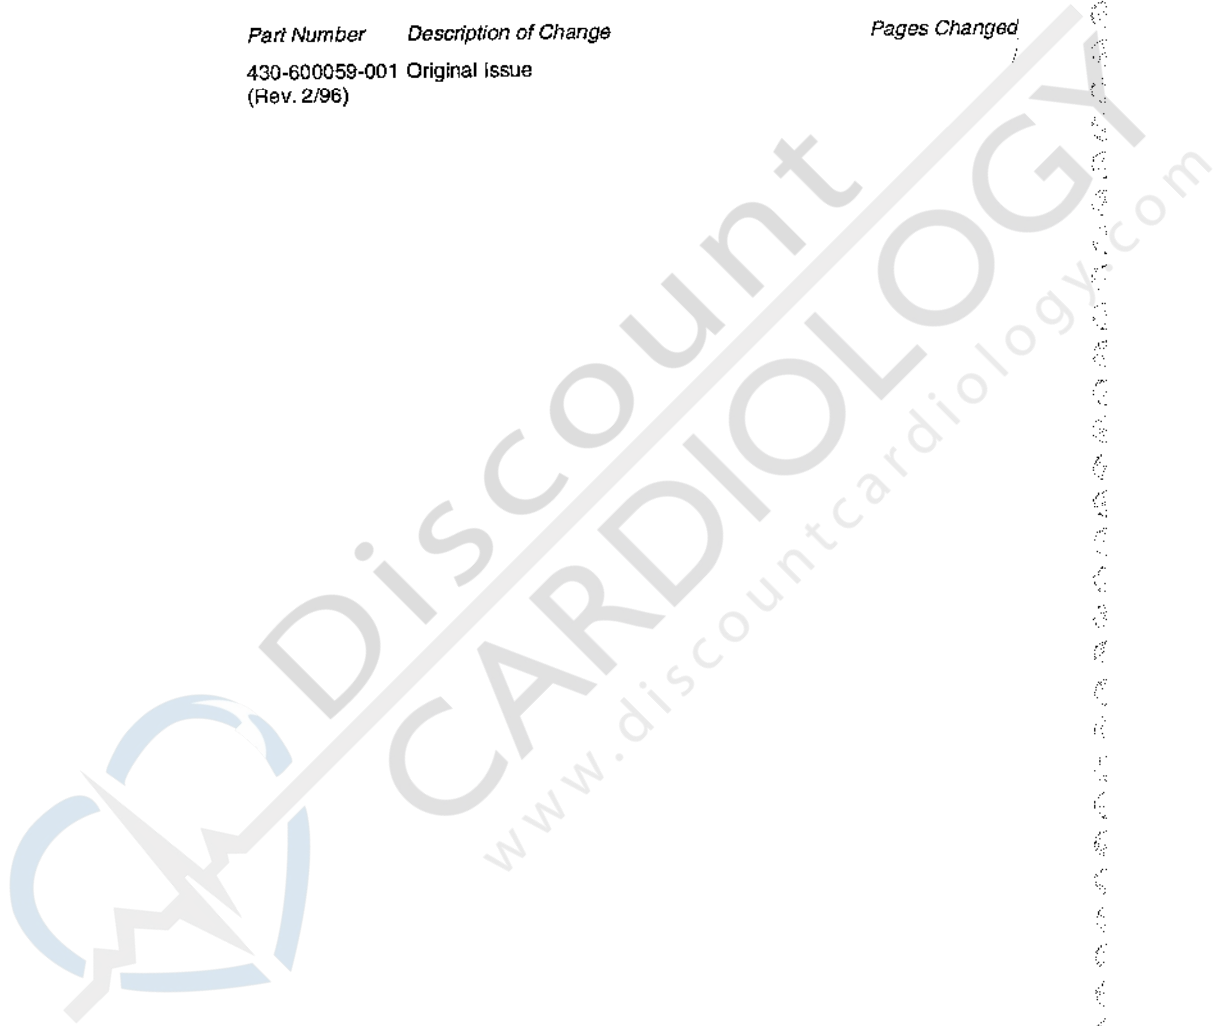 Part Number Description of Change Pages Changed
430-600059-001 Original Issue
(Rev. 2/96)
Discount
CARDIOLOGY
www.discountcardiology.com